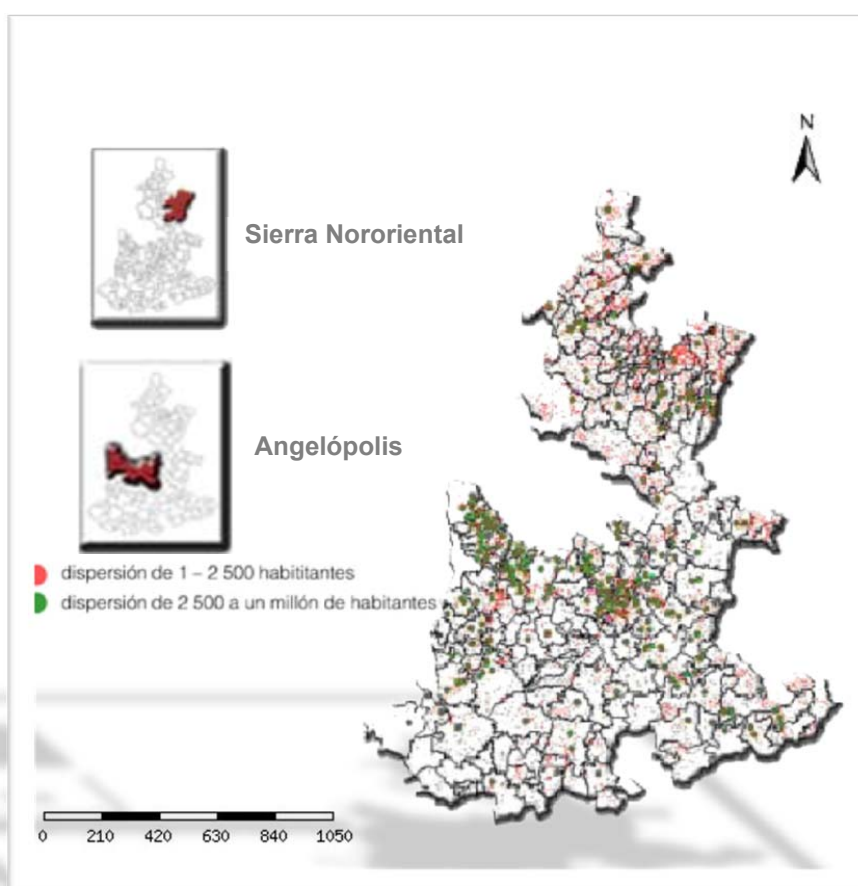 N
Sierra Nororiental
Angelópolis
dispersión de 1 – 2 500 habititantes
dispersión de 2 500 a un millón de habitantes
0 210 420 630 840 1050